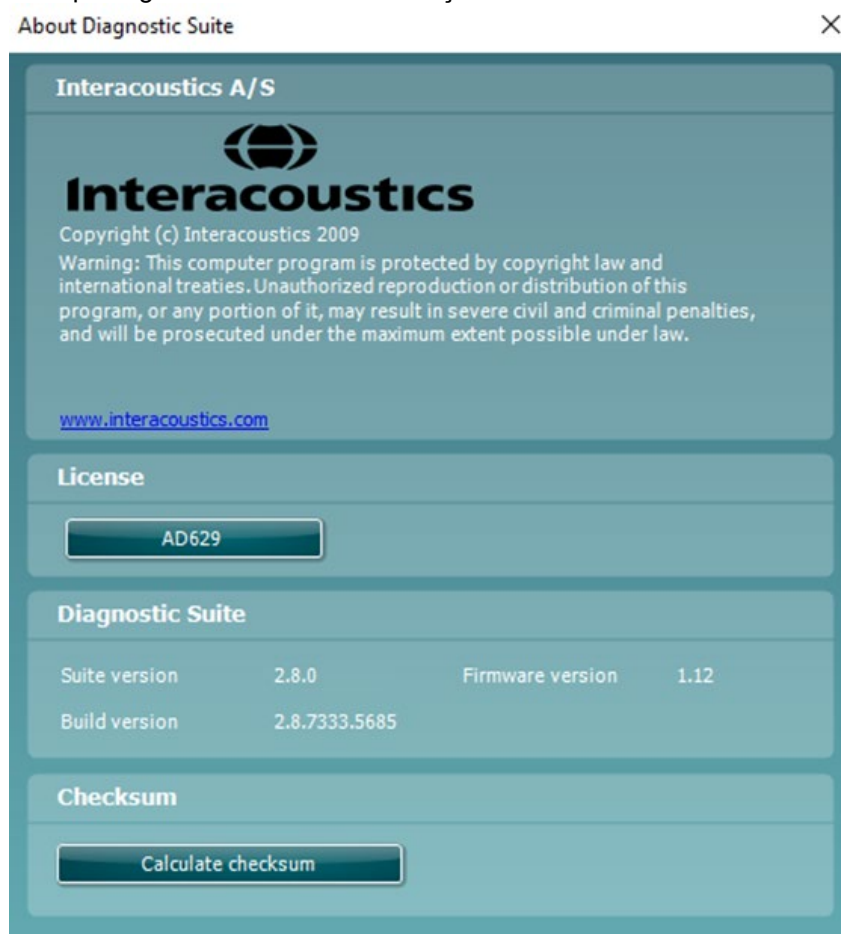 About Diagnostic Suite
Interacoustics A/S
Interacoustics
Copyright (c) Interacoustics 2009
Warning: This computer program is protected by copyright law and
international treaties. Unauthorized reproduction or distribution of this
program, or any portion of it, may result in severe civil and criminal penalties,
and will be prosecuted under the maximum extent possible under law.
www.interacoustics.com
License
AD629
Diagnostic Suite
Suite version 2.8.0 Firmware version 1.12
Build version 2.8.7333.5685
Checksum
Calculate checksum